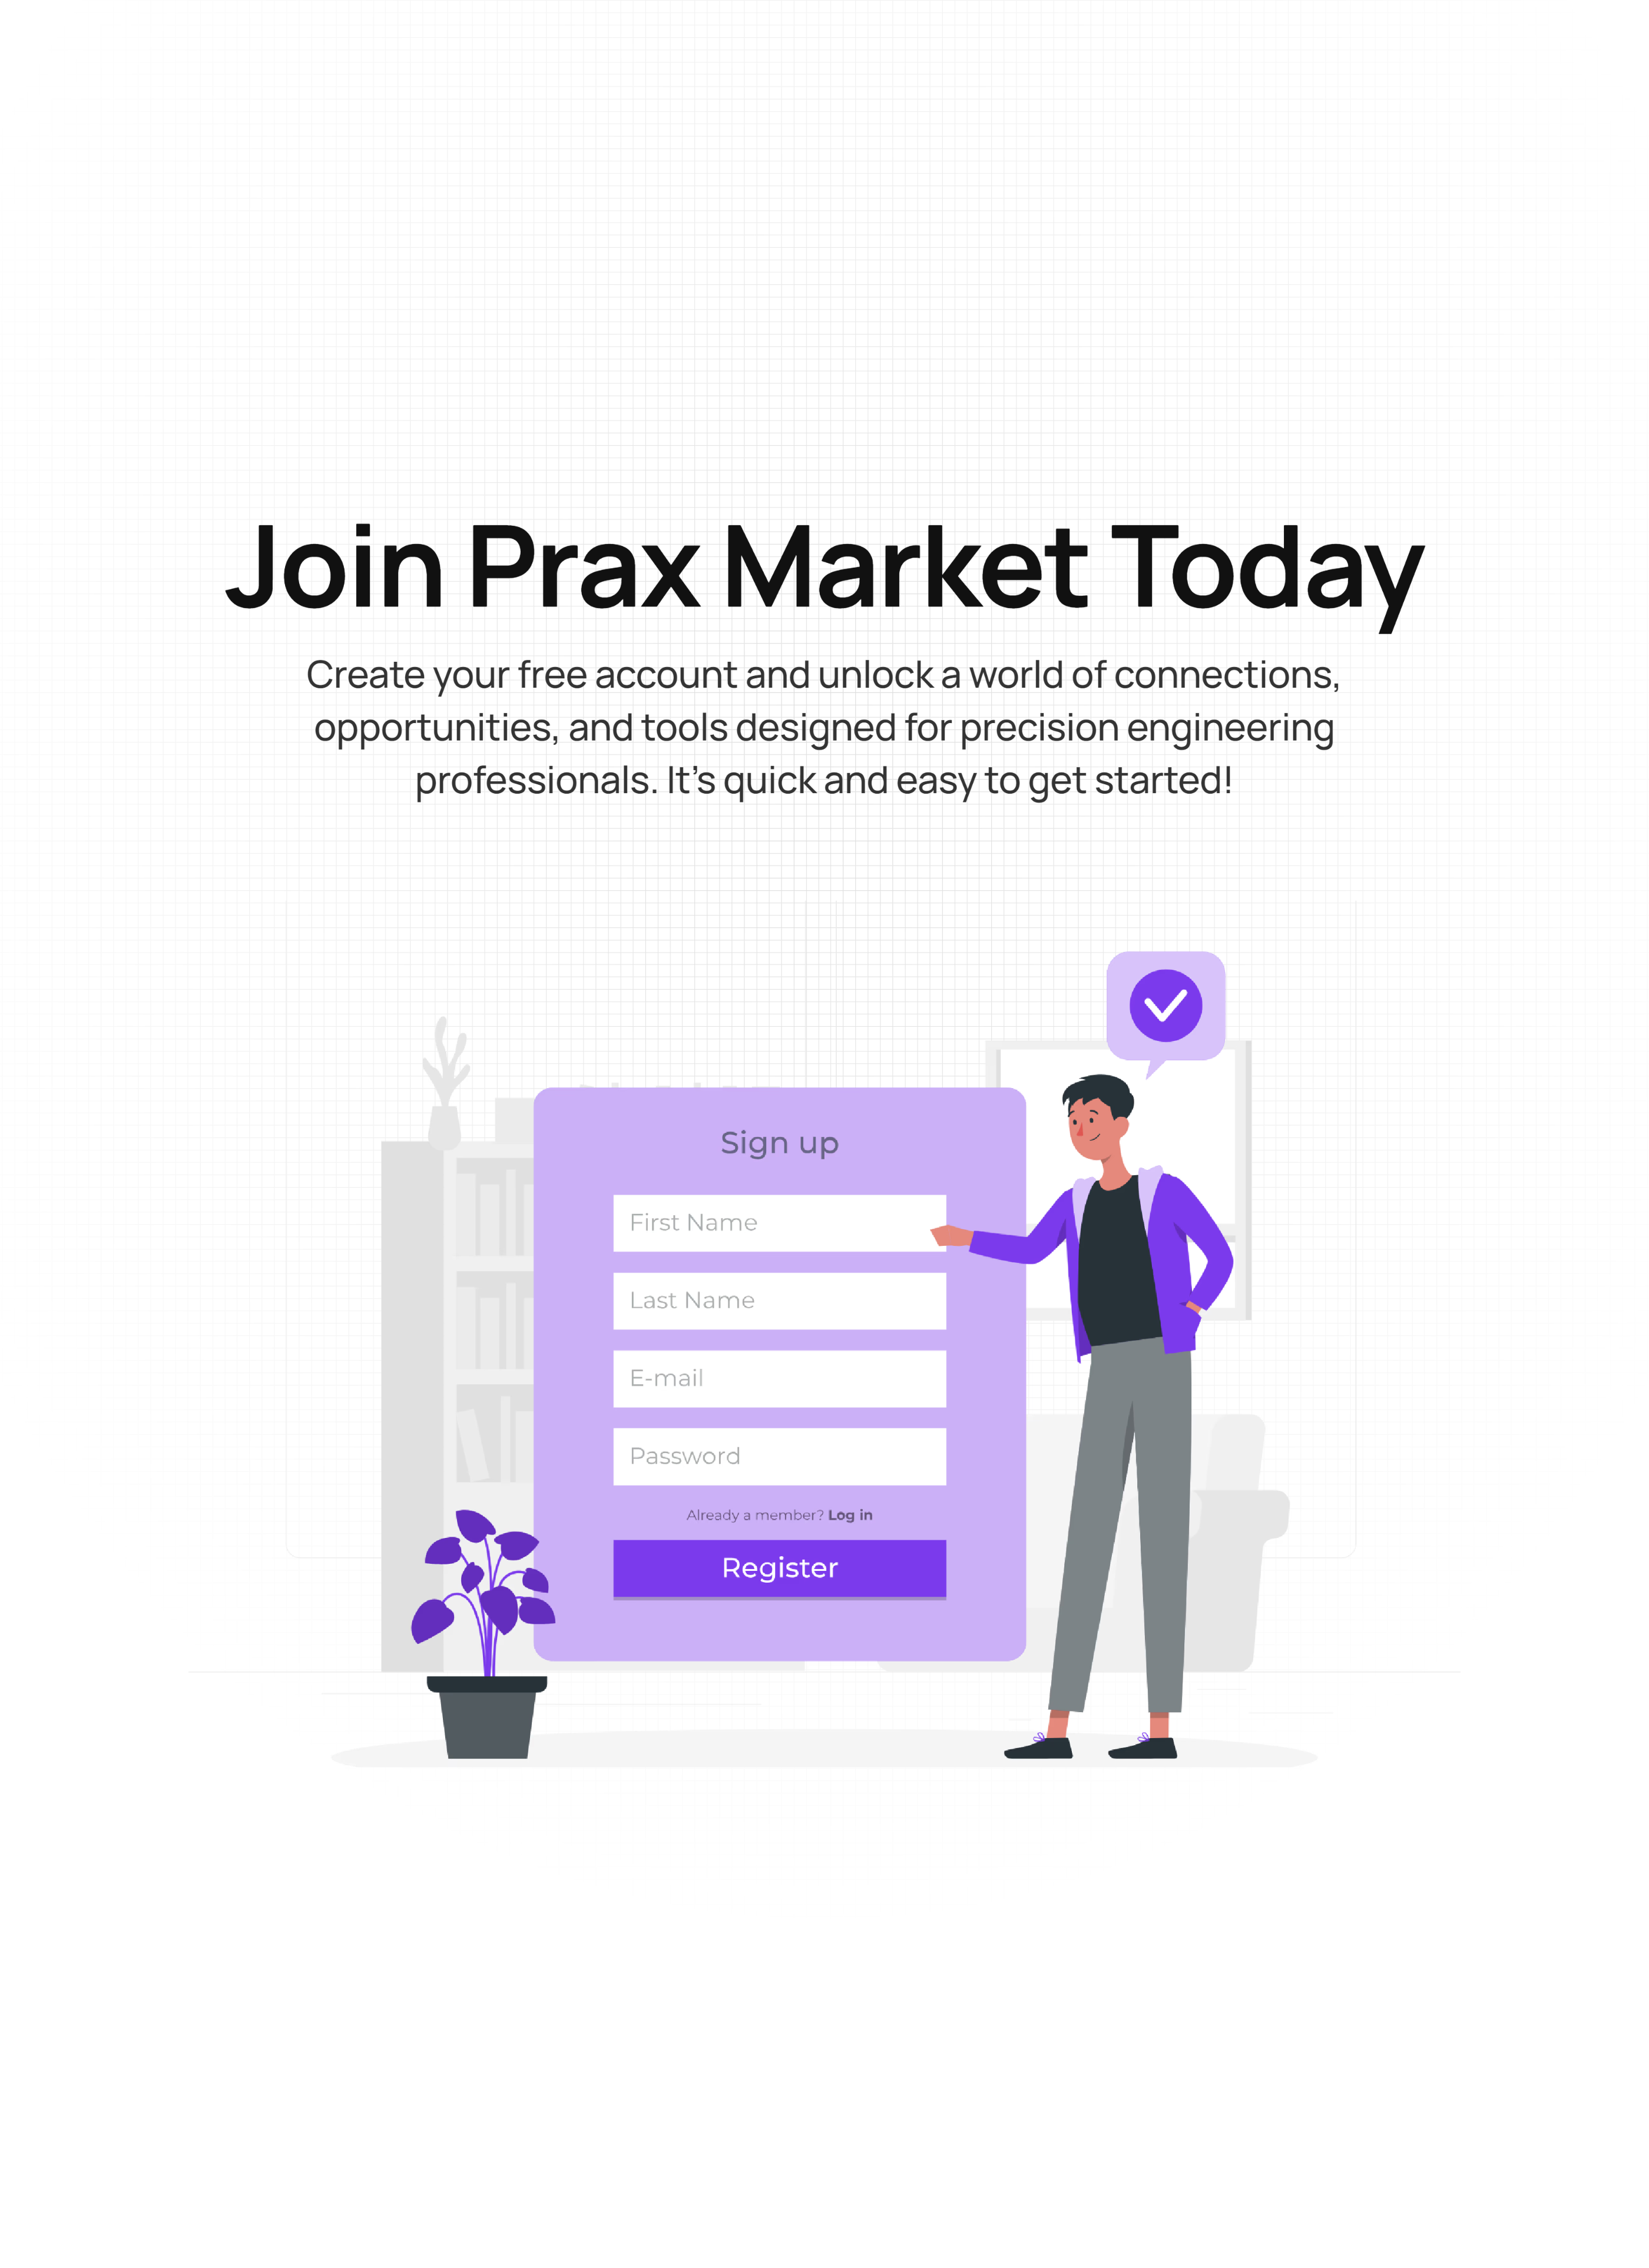 Join Prax Market Today
Create your free account and unlock a world of connections,
opportunities, and tools designed for precision engineering
professionals. It’s quick and easy to get started!
Sign up
First Name
Last Name
E-mail
Password
Already a member? Log in
Register